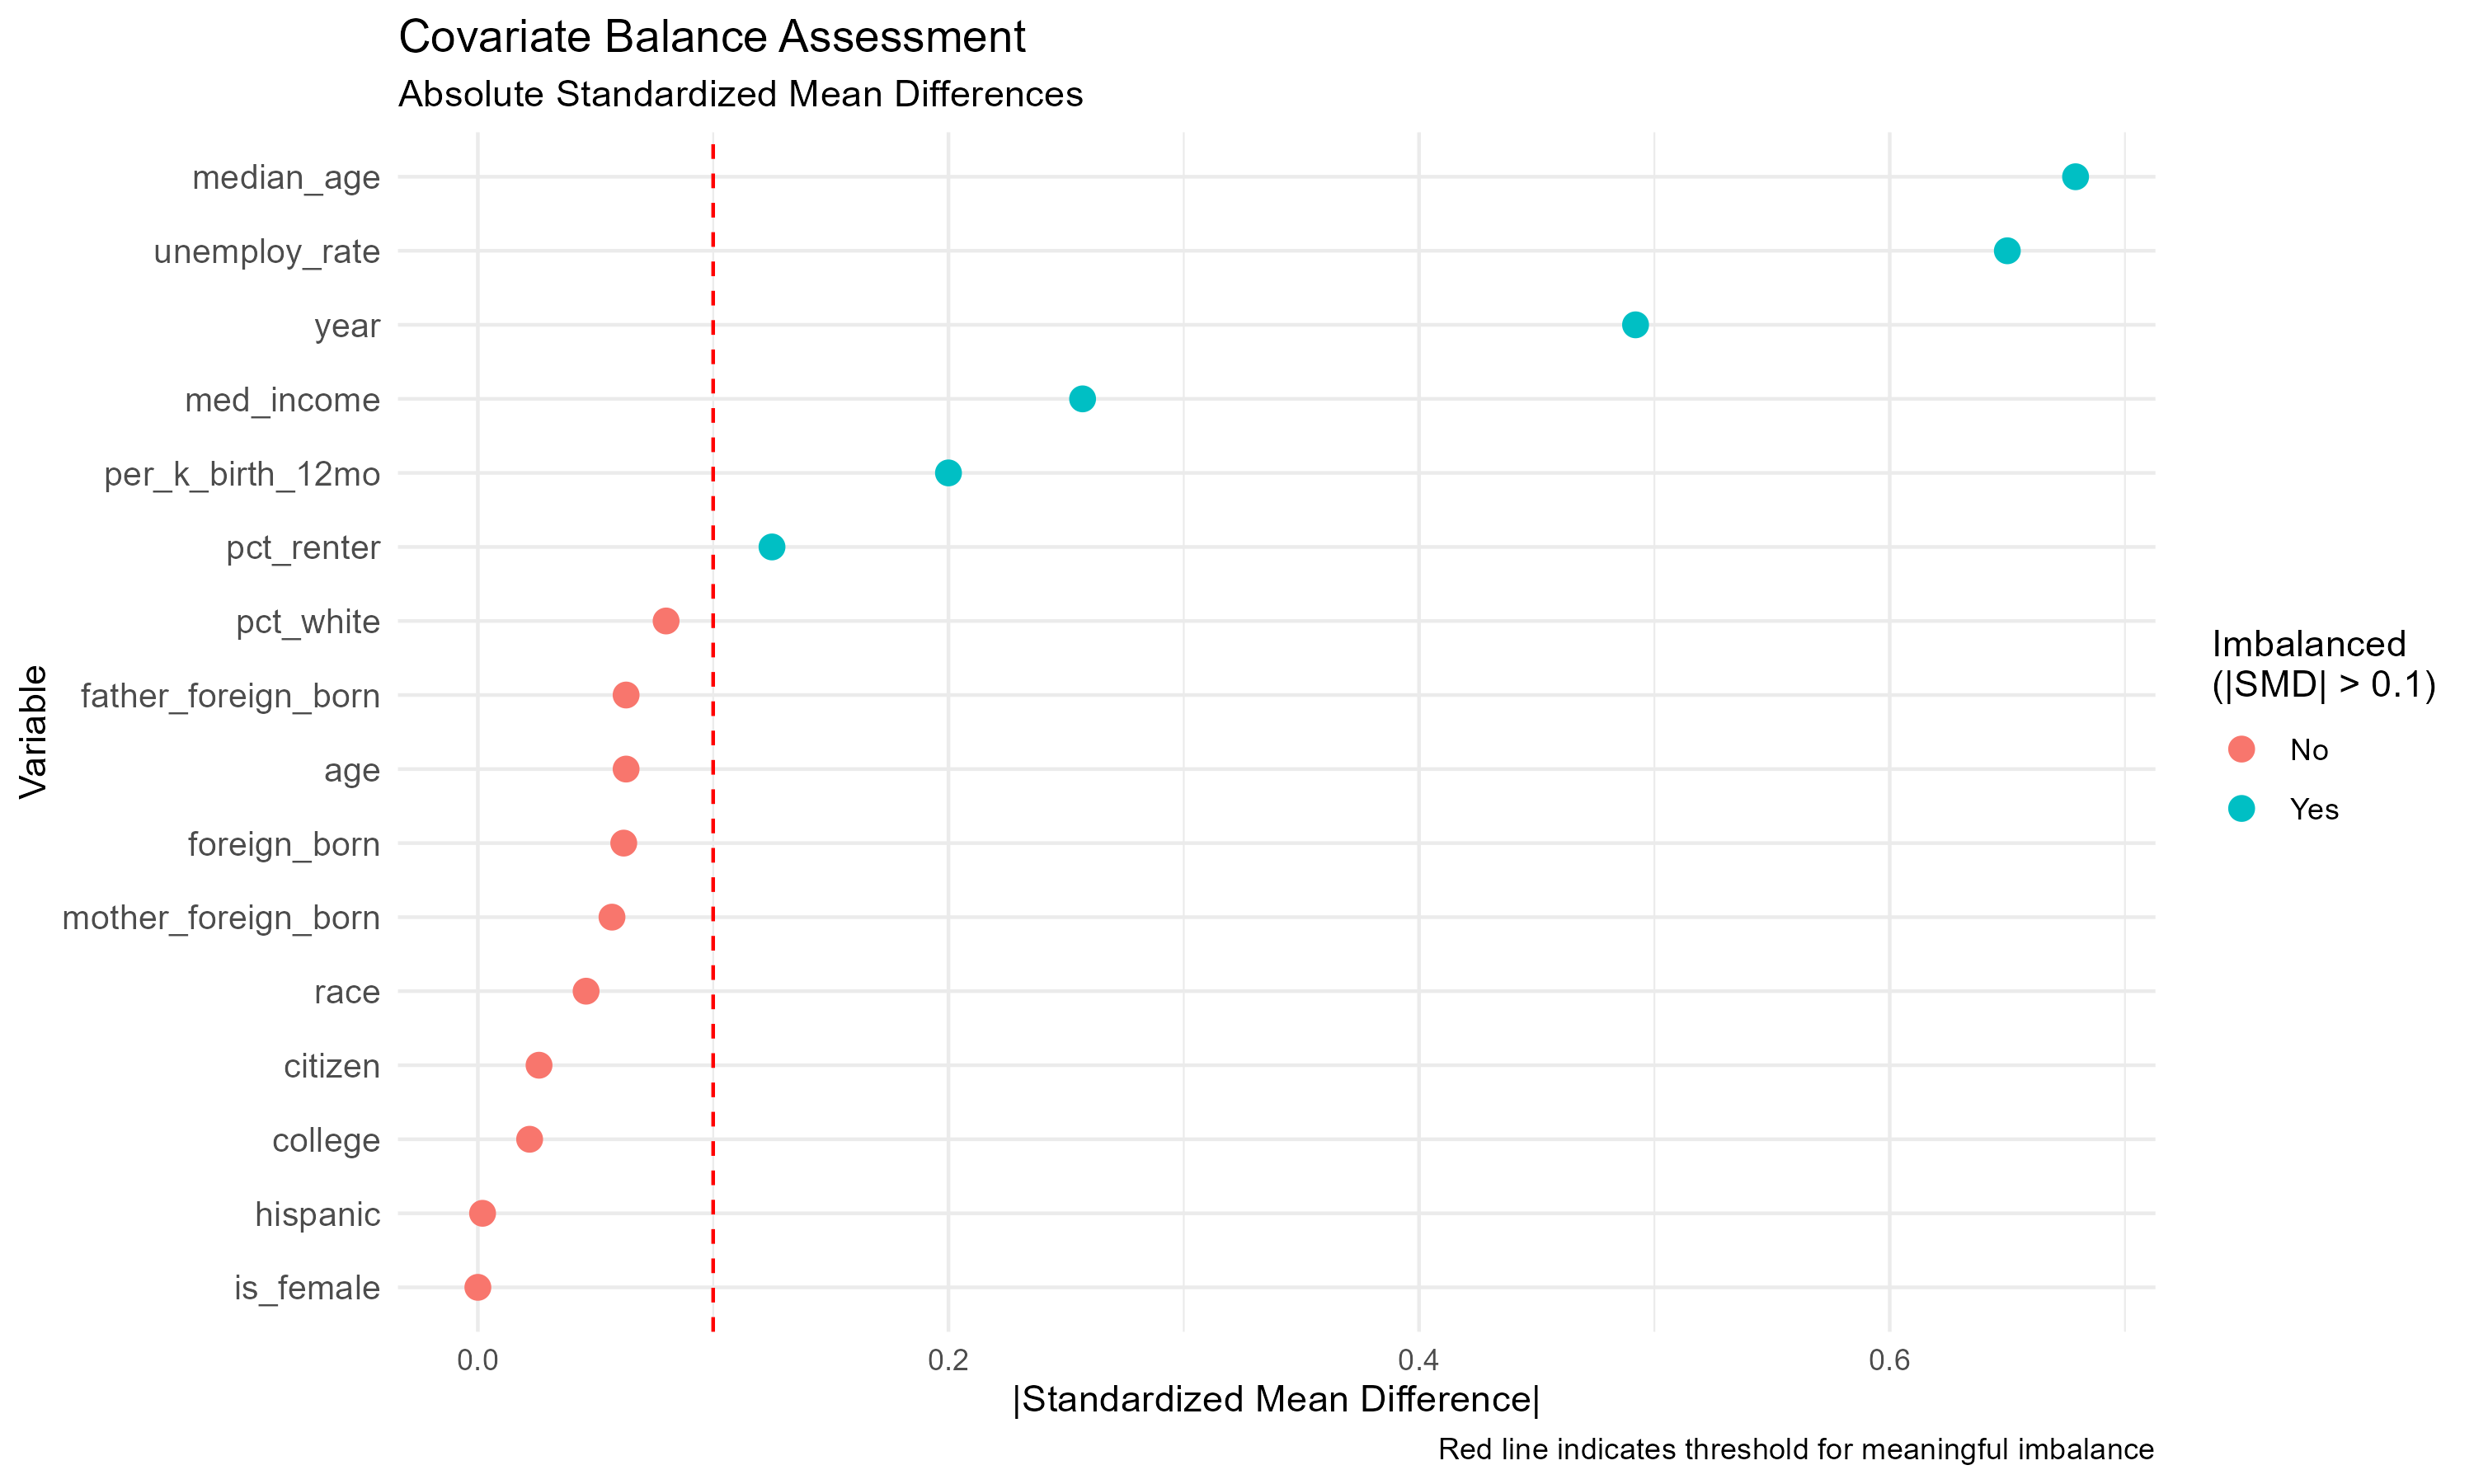 Covariate Balance Assessment
Absolute Standardized Mean Differences
median_age
unemploy_rate
year
med_income
per_k_birth_12mo
pct_renter
pct_white
father_foreign_born
age
foreign_born
mother_foreign_born
race
citizen
college
hispanic
is_female
Variable
0.0
0.2
0.4
0.6
|Standardized Mean Difference|
Red line indicates threshold for meaningful imbalance
Imbalanced
(|SMD| > 0.1)
No
Yes